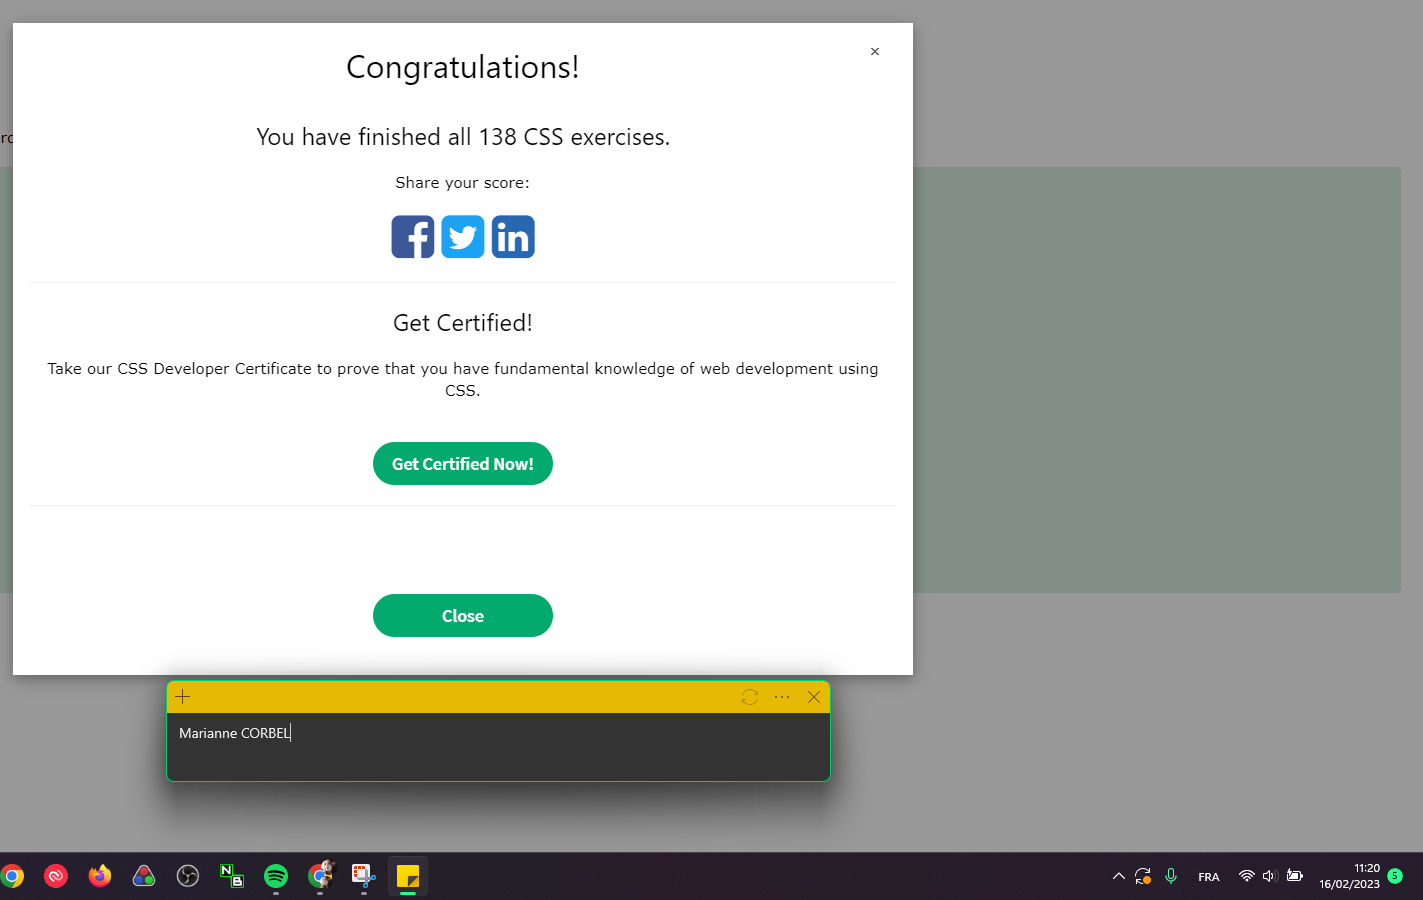 Congratulations!
You have finished all 138 CSS exercises.
Share your score:
Get Certified!
Take our CSS Developer Certificate to prove that you have fundamental knowledge of web development using
CSS.
Get Certified Now!
Close
Marianne CORBEL
FRA
11:20
16/02/2023
5